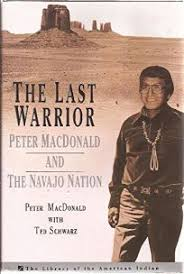 THE LAST
WARRIOR
PETER MACDONALD
AND
THE NAVAJO NATION
PETER MACDONALD
WITH
TED SCHWARZ
The Library of the American Indian